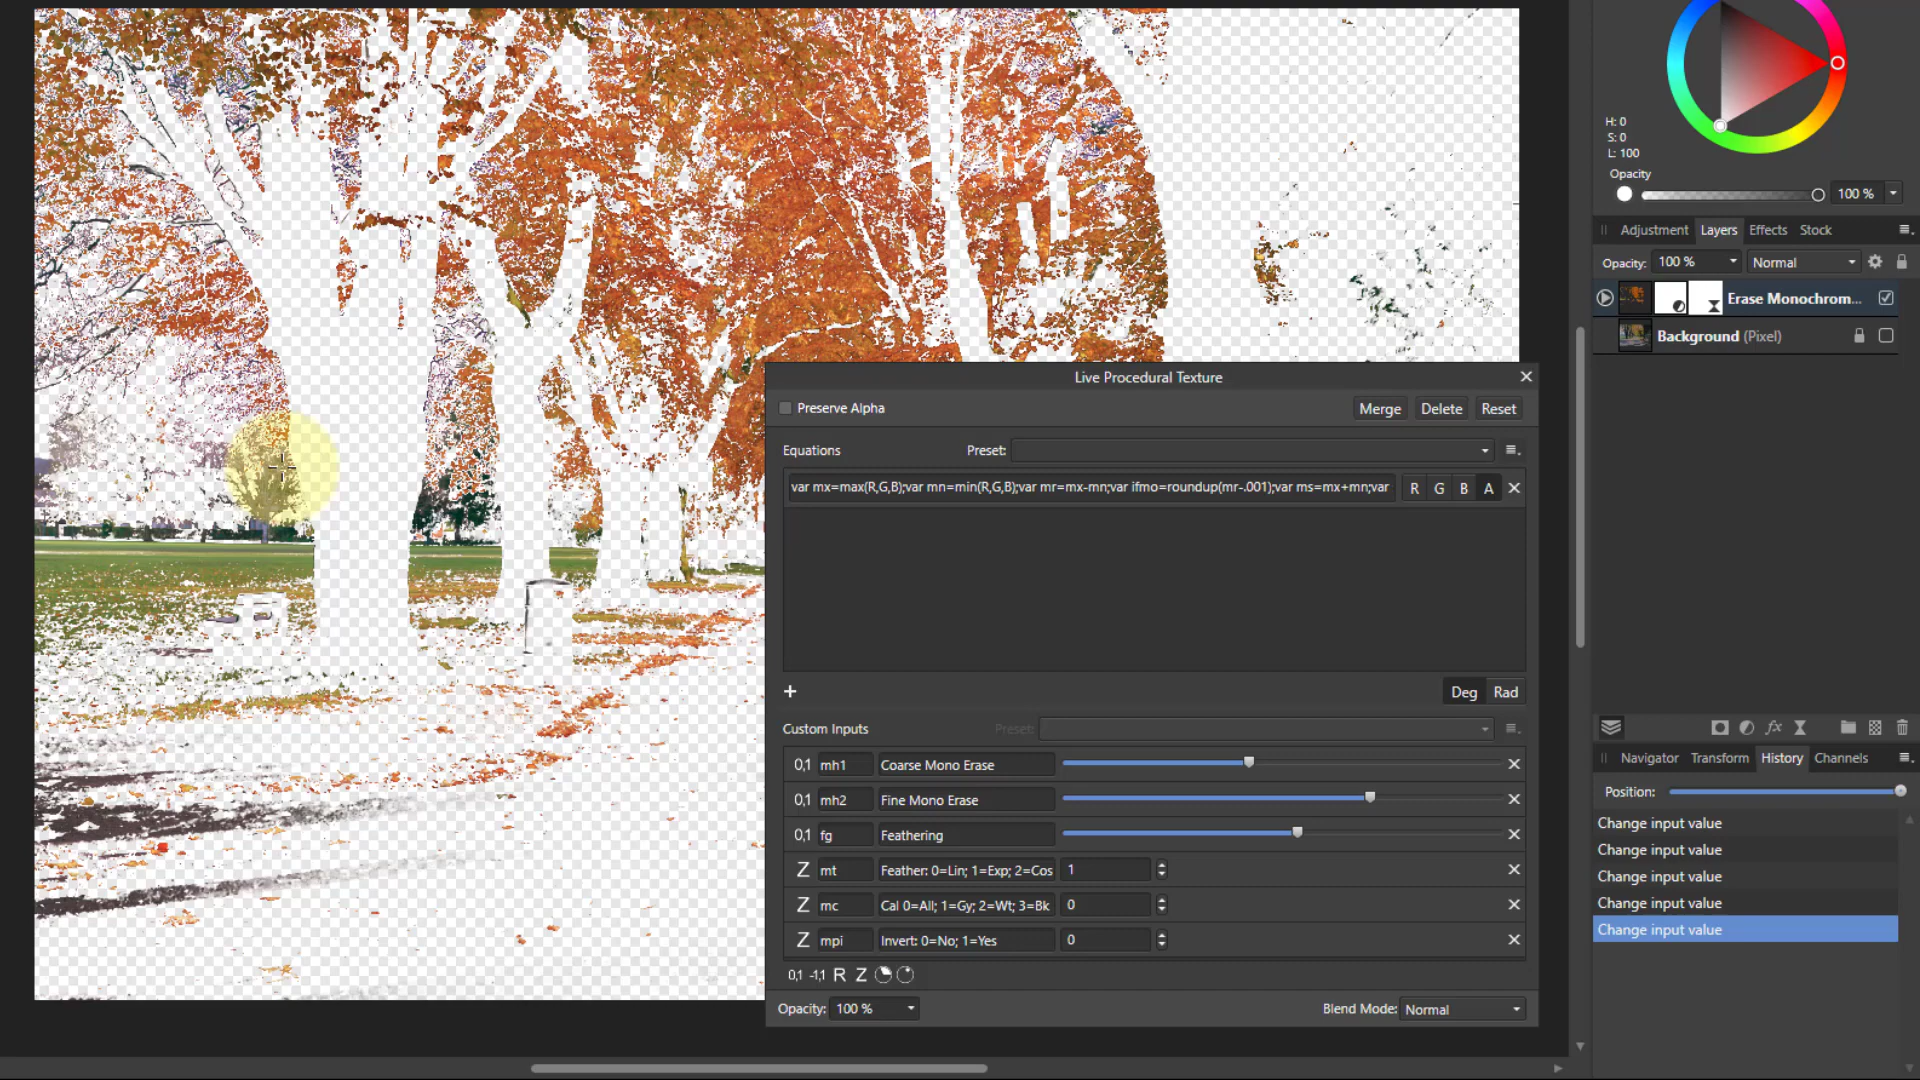 H: 0
S: 0
L: 100
Opacity
100 %
Adjustment Layers Effects Stock
Opacity: 100 % Normal
Erase Monochrom...
Background (Pixel)
Live Procedural Texture
Preserve Alpha Merge Delete Reset
Equations Preset:
var mx=max(R,G,B);var mn=min(R,G,B);var mr=mx-mn;var ifmo=roundup(mr-.001);var ms=mx+mn;var R G B A
Deg Rad
Custom Inputs Preset:
0,1 mh1 Coarse Mono Erase
0,1 mh2 Fine Mono Erase
0,1 fg Feathering
Z mt Feather: 0=Lin; 1=Exp; 2=Cos 1
Z mc Cal 0=All; 1=Gy; 2=Wt; 3=Bk 0
Z mpi Invert: 0=No; 1=Yes 0
0,1 -1,1 R Z
Opacity: 100 % Blend Mode: Normal
fx
Navigator Transform History Channels
Position:
Change input value
Change input value
Change input value
Change input value
Change input value